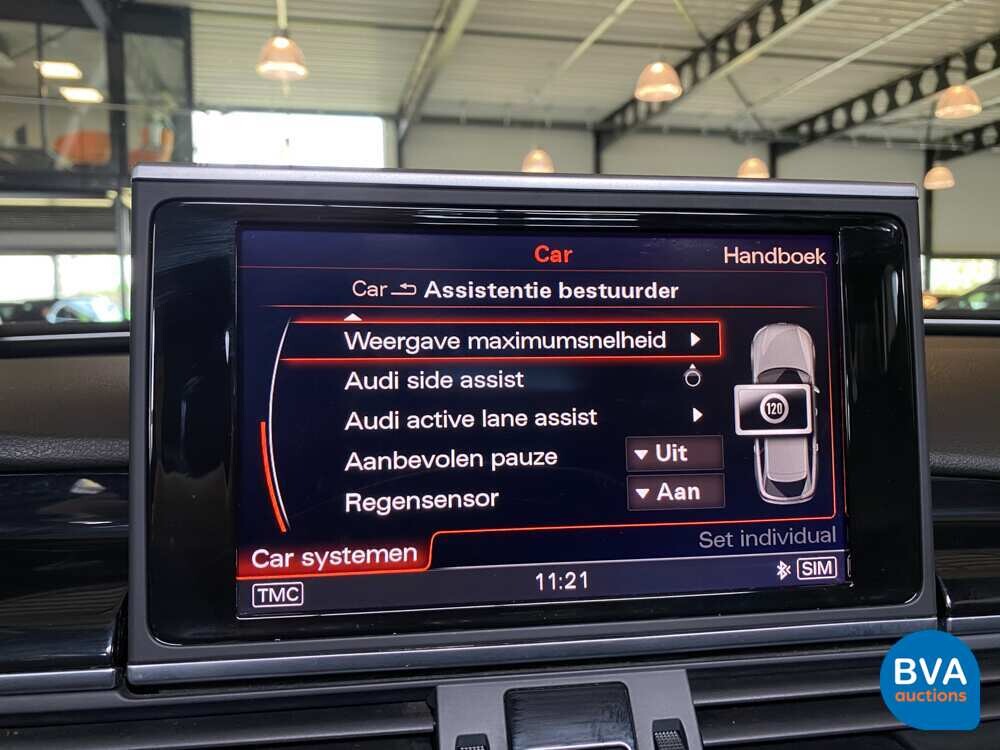 Car
Handboek
Car Assistentie bestuurder
Weergave maximumsnelheid
Audi side assist
Audi active lane assist
Aanbevolen pauze Uit
Regensensor Aan
120
Car systemen
Set individual
TMC 11:21 SIM
BVA
auctions